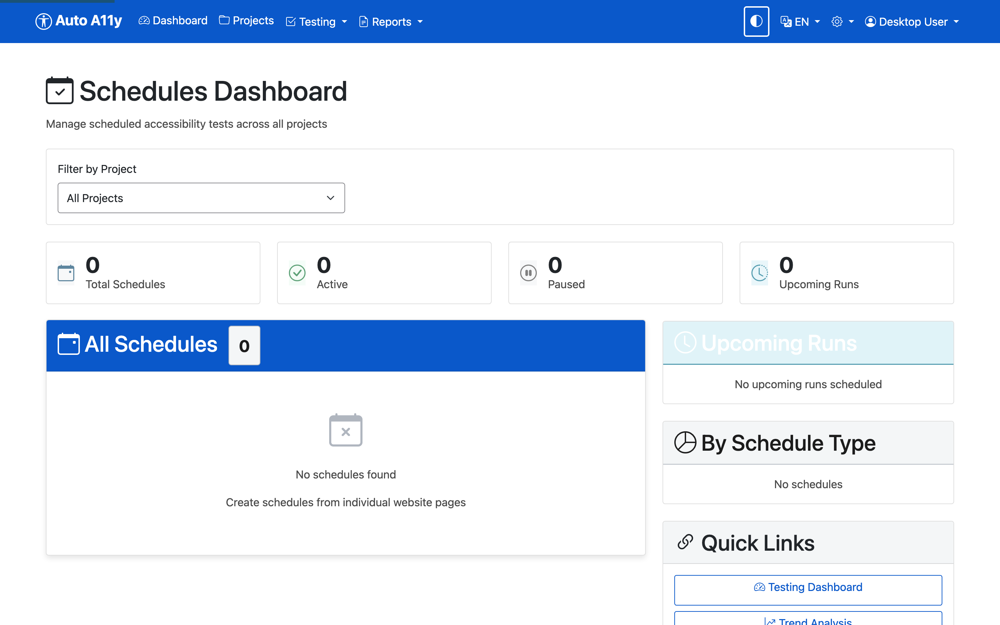 Auto A11y Dashboard Projects Testing Reports EN Desktop User
Schedules Dashboard
Manage scheduled accessibility tests across all projects
Filter by Project
All Projects
0
Total Schedules
0
Active
0
Paused
0
Upcoming Runs
All Schedules 0
No schedules found
Create schedules from individual website pages
Upcoming Runs
No upcoming runs scheduled
By Schedule Type
No schedules
Quick Links
Testing Dashboard
Trend Analysis